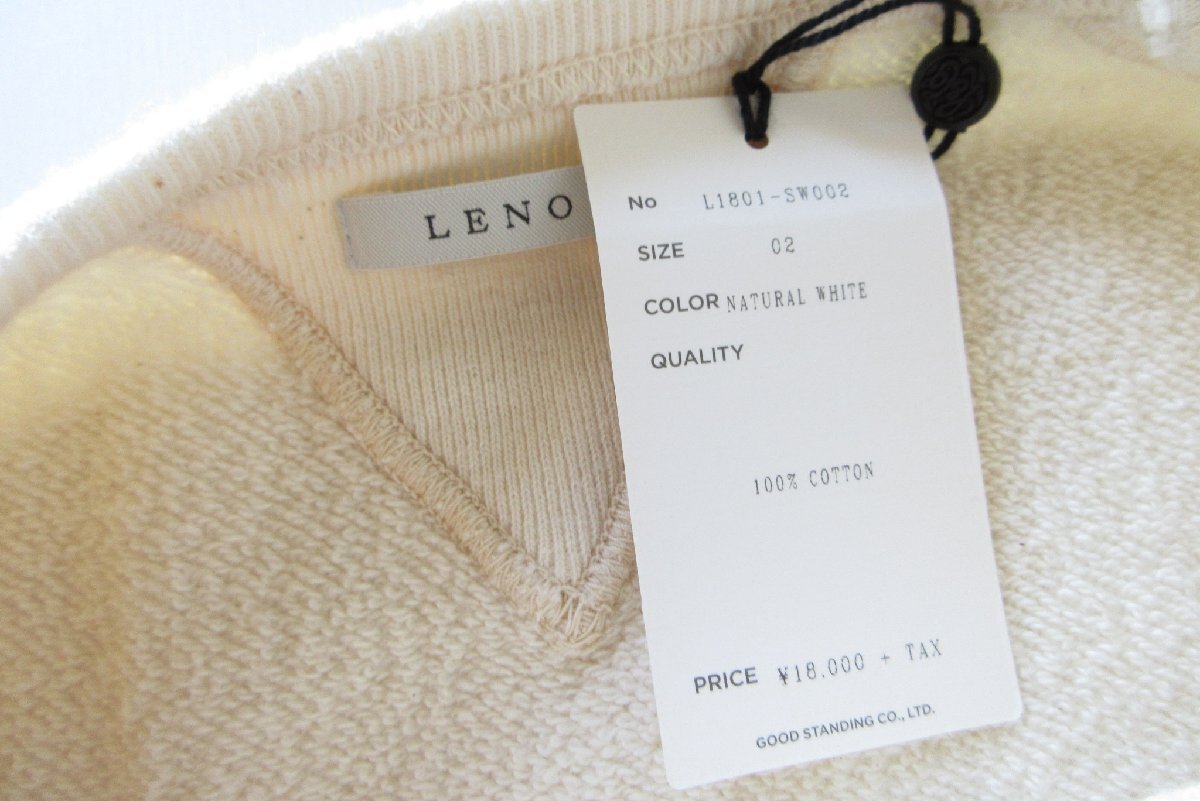 LENO
No L1801-SW002
SIZE 02
COLOR NATURAL WHITE
QUALITY
100% COTTON
PRICE ¥18.000 + TAX
GOOD STANDING CO., LTD.